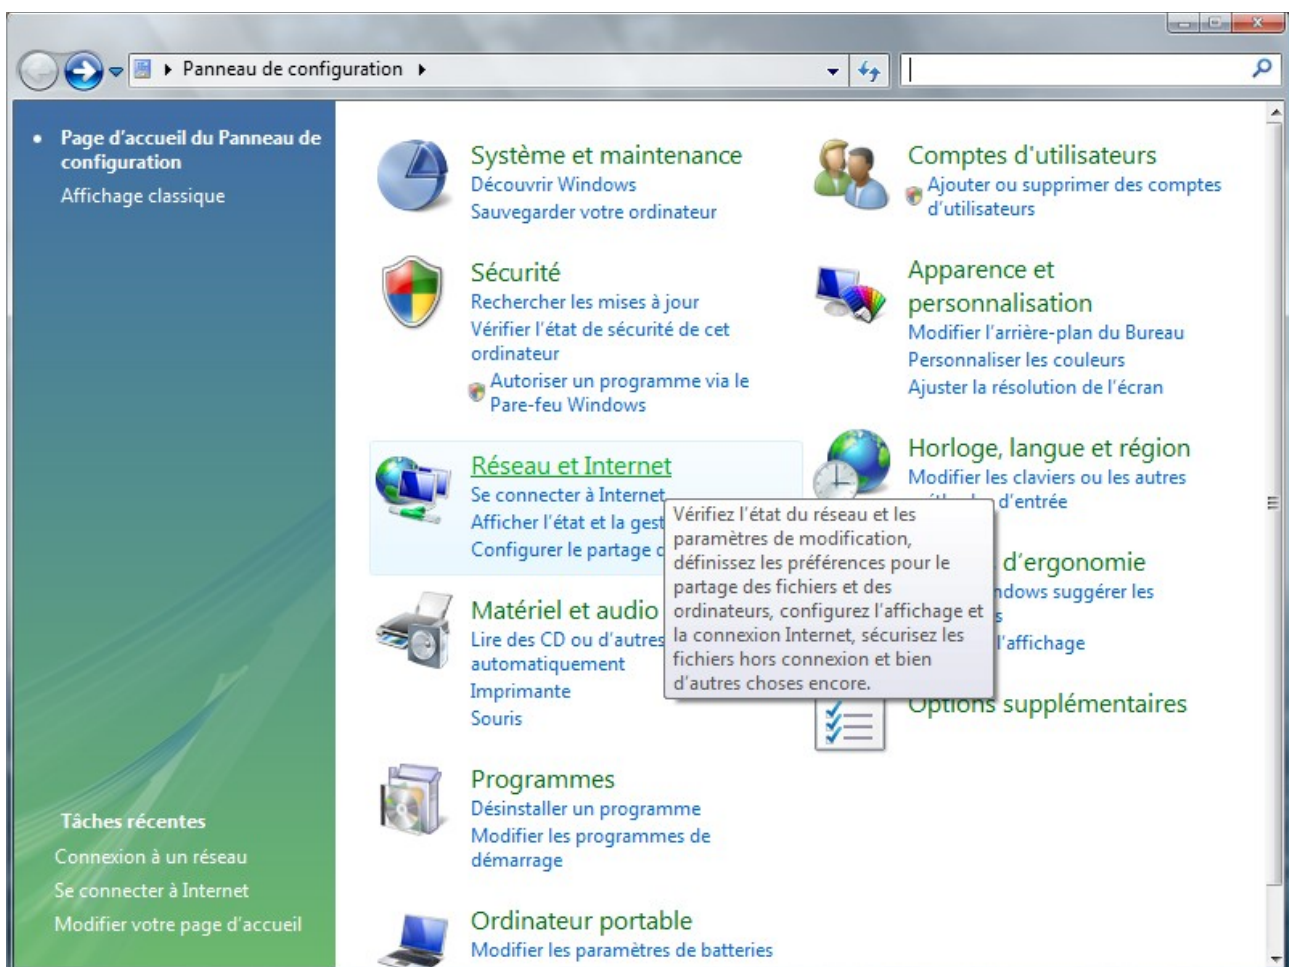 Panneau de configuration
Page d'accueil du Panneau de
configuration
Affichage classique
Système et maintenance
Découvrir Windows
Sauvegarder votre ordinateur
Sécurité
Rechercher les mises à jour
Vérifier l'état de sécurité de cet
ordinateur
Autoriser un programme via le
Pare-feu Windows
Réseau et Internet
Se connecter à Internet
Afficher l'état et la gest
Configurer le partage
Matériel et audio
Lire des CD ou d'autres
automatiquement
Imprimante
Souris
Programmes
Désinstaller un programme
Modifier les programmes de
démarrage
Ordinateur portable
Modifier les paramètres de batteries
Comptes d'utilisateurs
Ajouter ou supprimer des comptes
d'utilisateurs
Apparence et
personnalisation
Modifier l'arrière-plan du Bureau
Personnaliser les couleurs
Ajuster la résolution de l'écran
Horloge, langue et région
Modifier les claviers ou les autres
d'entrée
d'ergonomie
ndows suggérer les
l'affichage
Options supplémentaires
Vérifiez l'état du réseau et les
paramètres de modification,
définissez les préférences pour le
partage des fichiers et des
ordinateurs, configurez l'affichage et
la connexion Internet, sécurisez les
fichiers hors connexion et bien
d'autres choses encore.
Tâches récentes
Connexion à un réseau
Se connecter à Internet
Modifier votre page d'accueil